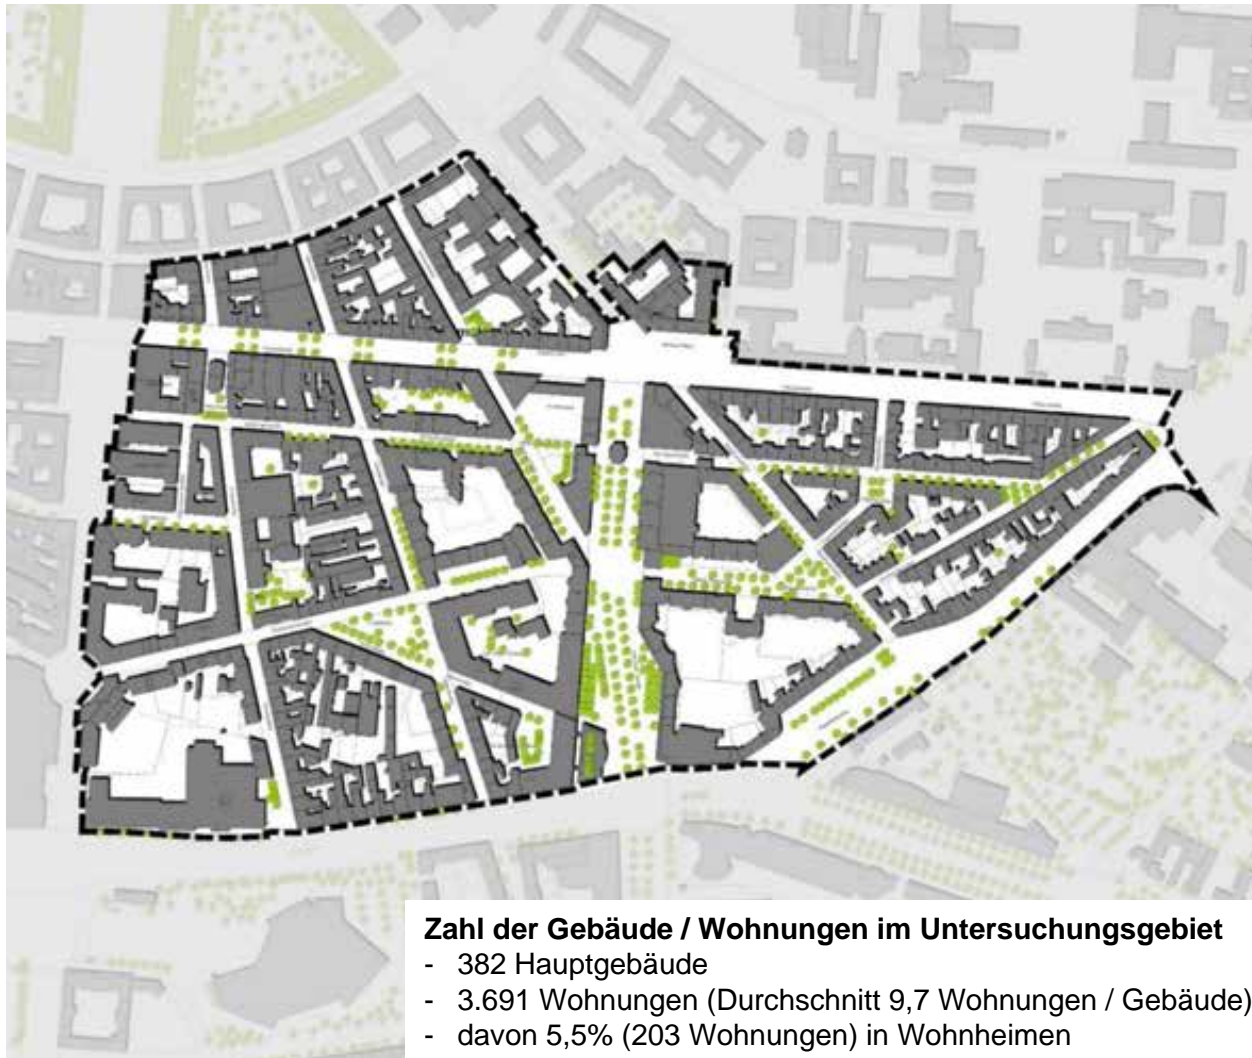 Zahl der Gebäude / Wohnungen im Untersuchungsgebiet
- 382 Hauptgebäude
- 3.691 Wohnungen (Durchschnitt 9,7 Wohnungen / Gebäude)
- davon 5,5% (203 Wohnungen) in Wohnheimen